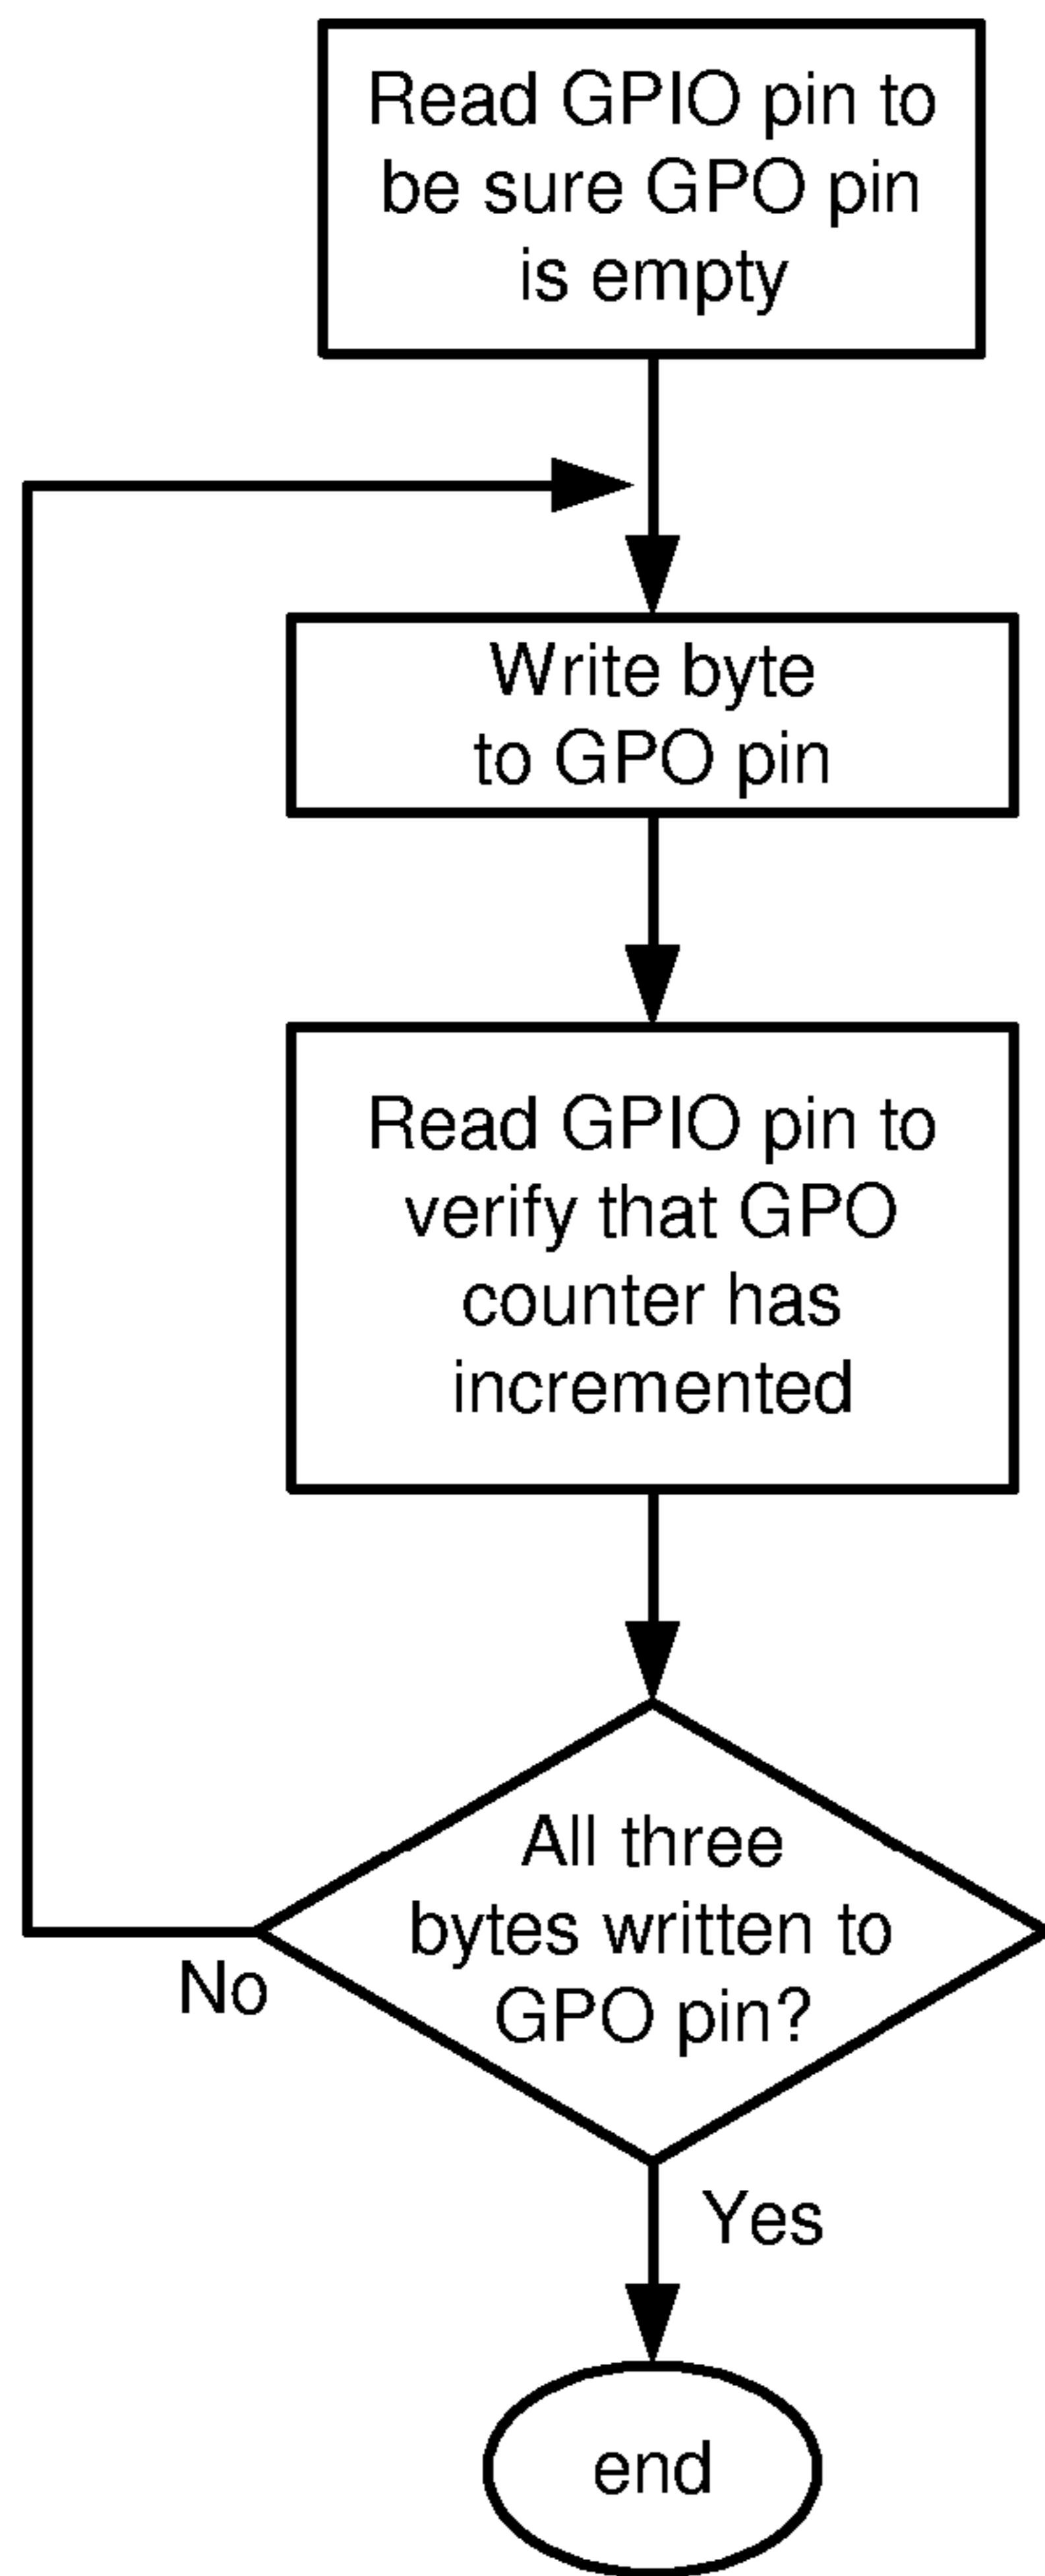 Read GPIO pin to
be sure GPO pin
is empty
Write byte
to GPO pin
Read GPIO pin to
verify that GPO
counter has
incremented
All three
bytes written to
GPO pin?
No
Yes
end